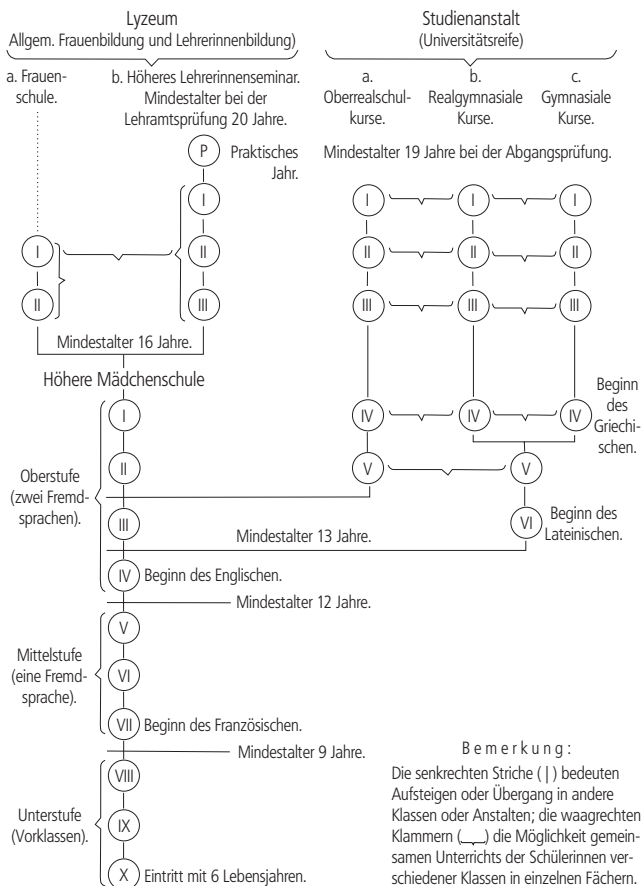 Lyzeum
Allgem. Frauenbildung und Lehrerinnenbildung)
Studienanstalt
(Universitätsreife)
a. Frauen-
schule.
b. Höheres Lehrerinnenseminar.
Mindestalter bei der
Lehramtsprüfung 20 Jahre.
a.
Oberrealschul-
kurse.
b.
Realgymnasiale
Kurse.
c.
Gymnasiale
Kurse.
P
Praktisches
Jahr.
Mindestalter 19 Jahre bei der Abgangsprüfung.
I
I
I
I
I
II
II
II
II
II
III
III
III
III
Mindestalter 16 Jahre.
Höhere Mädchenschule
Beginn
des
Griechi-
schen.
I
IV
IV
IV
II
V
V
Oberstufe
(zwei Fremd-
sprachen).
III
VI
Beginn des
Lateinischen.
Mindestalter 13 Jahre.
IV
Beginn des Englischen.
Mindestalter 12 Jahre.
V
Mittelstufe
(eine Fremd-
sprache).
VI
VII
Beginn des Französischen.
Mindestalter 9 Jahre.
VIII
Unterstufe
(Vorklassen).
IX
X
Eintritt mit 6 Lebensjahren.
Bemerkung:
Die senkrechten Striche ( | ) bedeuten
Aufsteigen oder Übergang in andere
Klassen oder Anstalten; die waagrechten
Klammern (⏟) die Möglichkeit gemein-
samen Unterrichts der Schülerinnen ver-
schiedener Klassen in einzelnen Fächern.